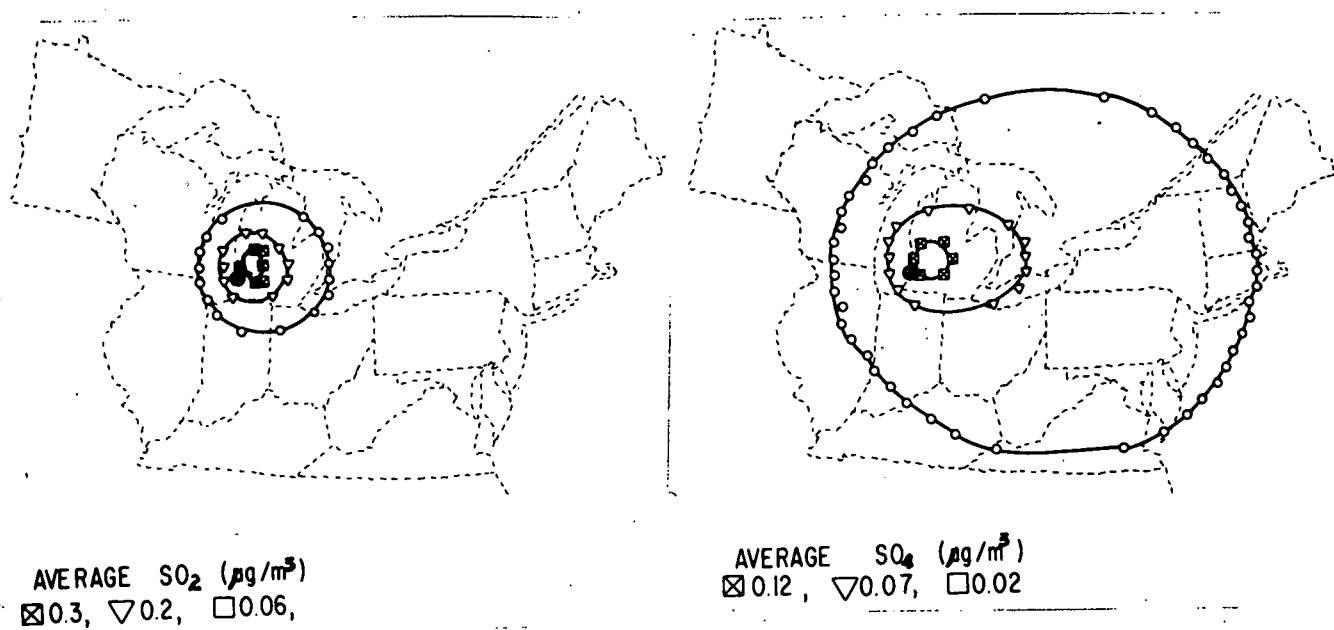 AVERAGE SO₂ (µg/m³)
⊠0.3, ▽0.2, □0.06,
AVERAGE SO₄ (µg/m³)
⊠0.12, ▽0.07, □0.02